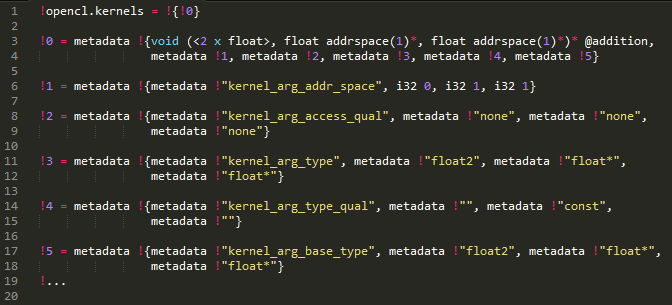 1 !opencl.kernels = !{!0}
2
3 !0 = metadata !{void (<2 x float>, float addrspace(1)*, float addrspace(1)*)* @addition,
4 metadata !1, metadata !2, metadata !3, metadata !4, metadata !5}
5
6 !1 = metadata !{metadata !"kernel_arg_addr_space", i32 0, i32 1, i32 1}
7
8 !2 = metadata !{metadata !"kernel_arg_access_qual", metadata !"none", metadata !"none",
9 metadata !"none"}
10
11 !3 = metadata !{metadata !"kernel_arg_type", metadata !"float2", metadata !"float*",
12 metadata !"float*"}
13
14 !4 = metadata !{metadata !"kernel_arg_type_qual", metadata !"", metadata !"const",
15 metadata !""}
16
17 !5 = metadata !{metadata !"kernel_arg_base_type", metadata !"float2", metadata !"float*",
18 metadata !"float*"}
19 !...
20